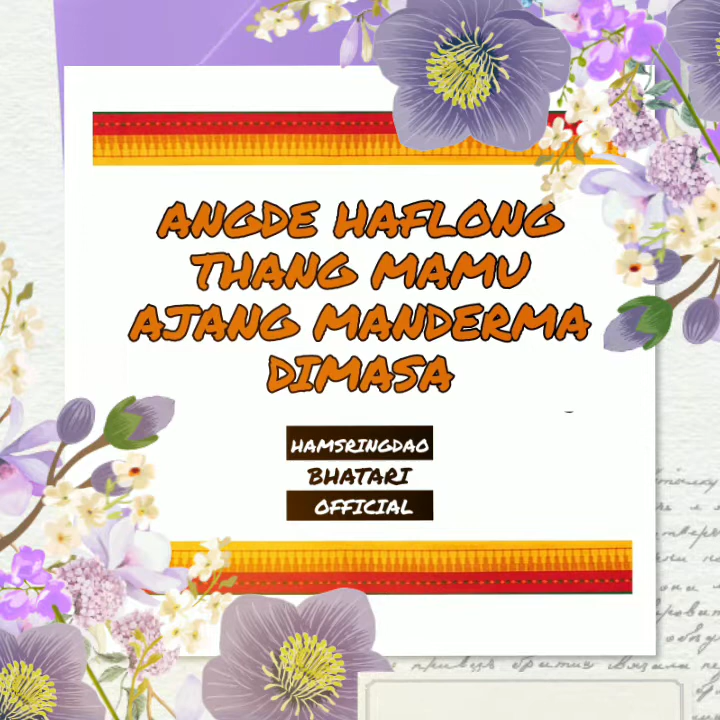 ANGDE HAFLONG
THANG MAMU
AJANG MANDERMA
DIMASA
HAMSRINGDAO
BHATARI
OFFICIAL